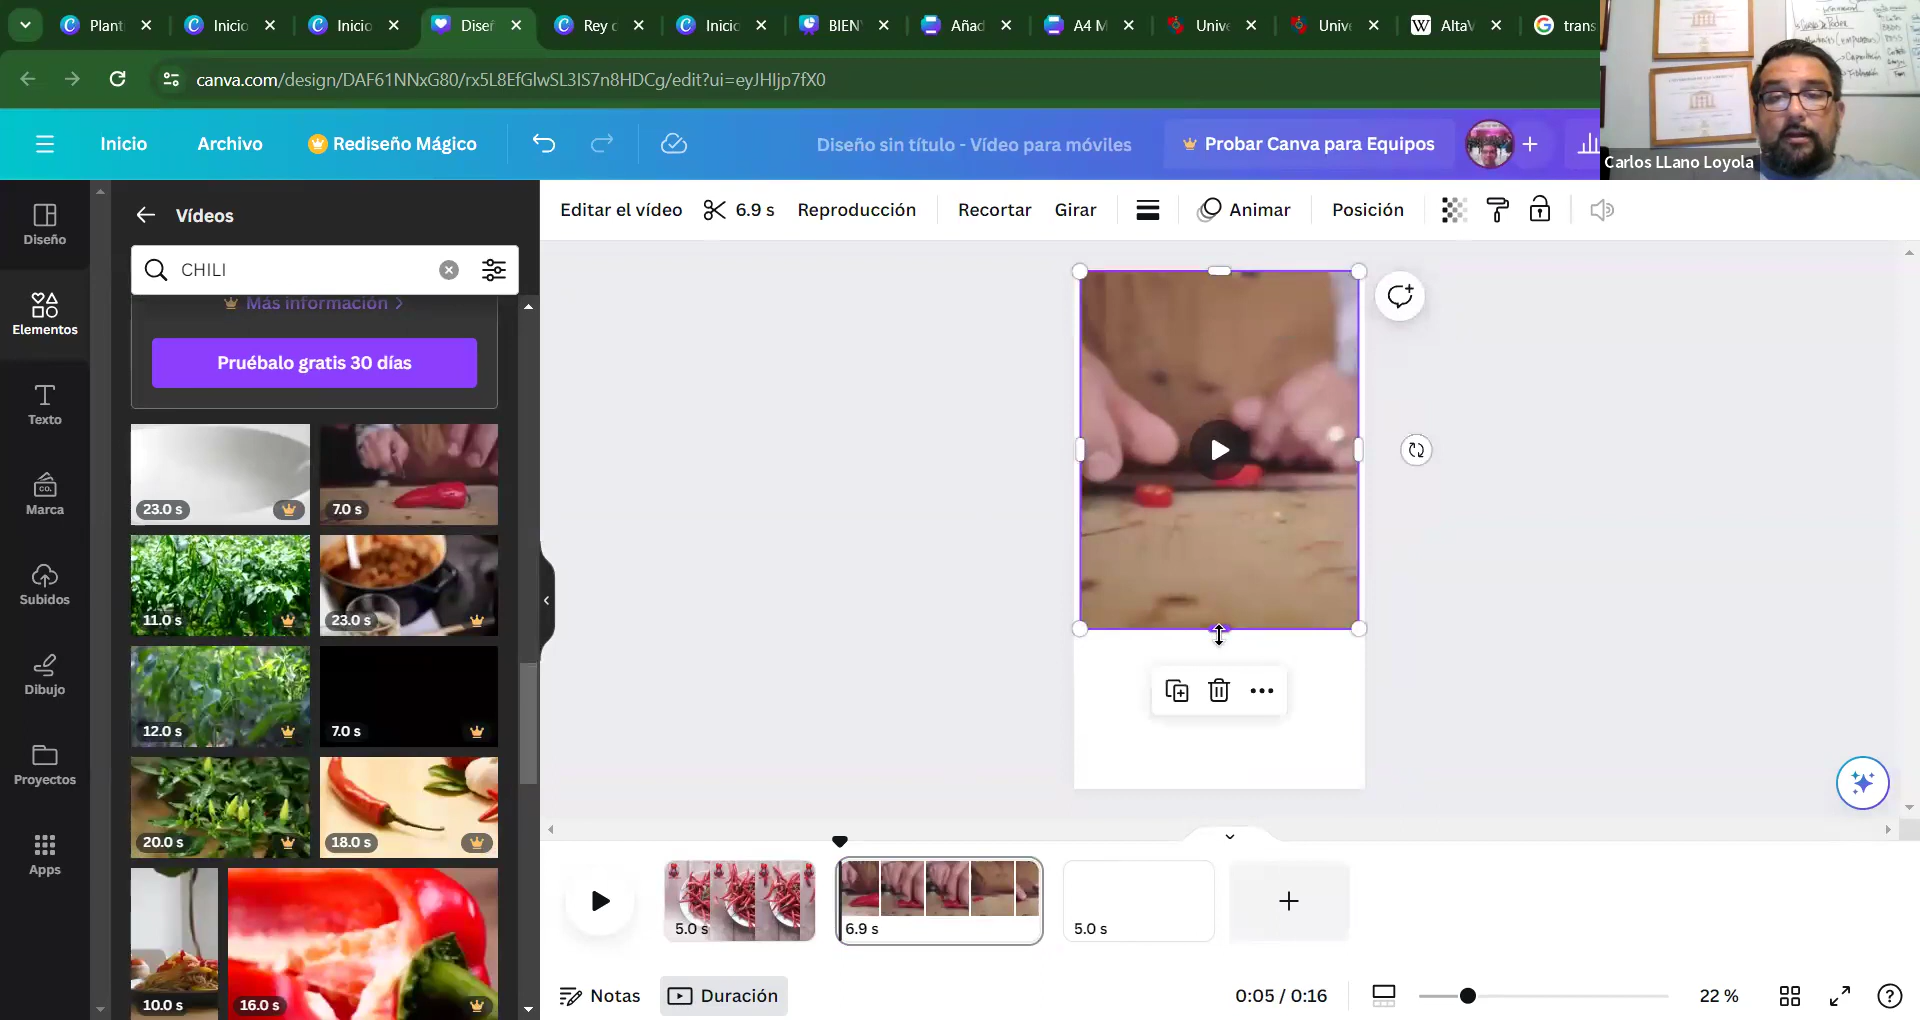 Plant
Inicio
Inicio
Diseñ
Rey c
Inicio
BIEN
Añad
A4 M
Unive
Unive
AltaV
trans
canva.com/design/DAF61NNxG80/rx5L8EfGlwSL3IS7n8HDCg/edit?ui=eyJHIjp7fX0
Inicio
Archivo
Rediseño Mágico
Diseño sin título - Vídeo para móviles
Probar Canva para Equipos
Carlos LLano Loyola
Diseño
Elementos
Texto
CO.
Marca
Subidos
Dibujo
Proyectos
Apps
Vídeos
CHILI
Más información
Pruébalo gratis 30 días
23.0 s
7.0 s
11.0 s
23.0 s
12.0 s
7.0 s
20.0 s
18.0 s
10.0 s
16.0 s
Editar el vídeo
6.9 s
Reproducción
Recortar
Girar
Animar
Posición
5.0 s
6.9 s
5.0 s
Notas
Duración
0:05 / 0:16
22 %